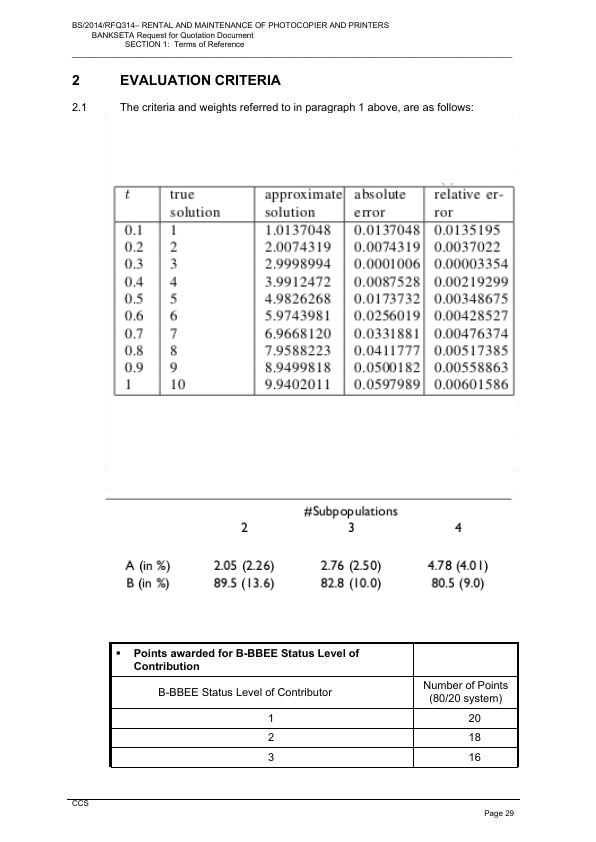 BS/2014/RFQ314– RENTAL AND MAINTENANCE OF PHOTOCOPIER AND PRINTERS
BANKSETA Request for Quotation Document
SECTION 1: Terms of Reference
2 EVALUATION CRITERIA
2.1 The criteria and weights referred to in paragraph 1 above, are as follows:
t true approximate absolute relative er-
solution solution error ror
0.1 1 1.0137048 0.0137048 0.0135195
0.2 2 2.0074319 0.0074319 0.0037022
0.3 3 2.9998994 0.0001006 0.00003354
0.4 4 3.9912472 0.0087528 0.00219299
0.5 5 4.9826268 0.0173732 0.00348675
0.6 6 5.9743981 0.0256019 0.00428527
0.7 7 6.9668120 0.0331881 0.00476374
0.8 8 7.9588223 0.0411777 0.00517385
0.9 9 8.9499818 0.0500182 0.00558863
1 10 9.9402011 0.0597989 0.00601586
#Subpopulations
2 3 4
A (in %) 2.05 (2.26) 2.76 (2.50) 4.78 (4.01)
B (in %) 89.5 (13.6) 82.8 (10.0) 80.5 (9.0)
▪ Points awarded for B-BBEE Status Level of
Contribution
B-BBEE Status Level of Contributor Number of Points
(80/20 system)
1 20
2 18
3 16
CCS
Page 29